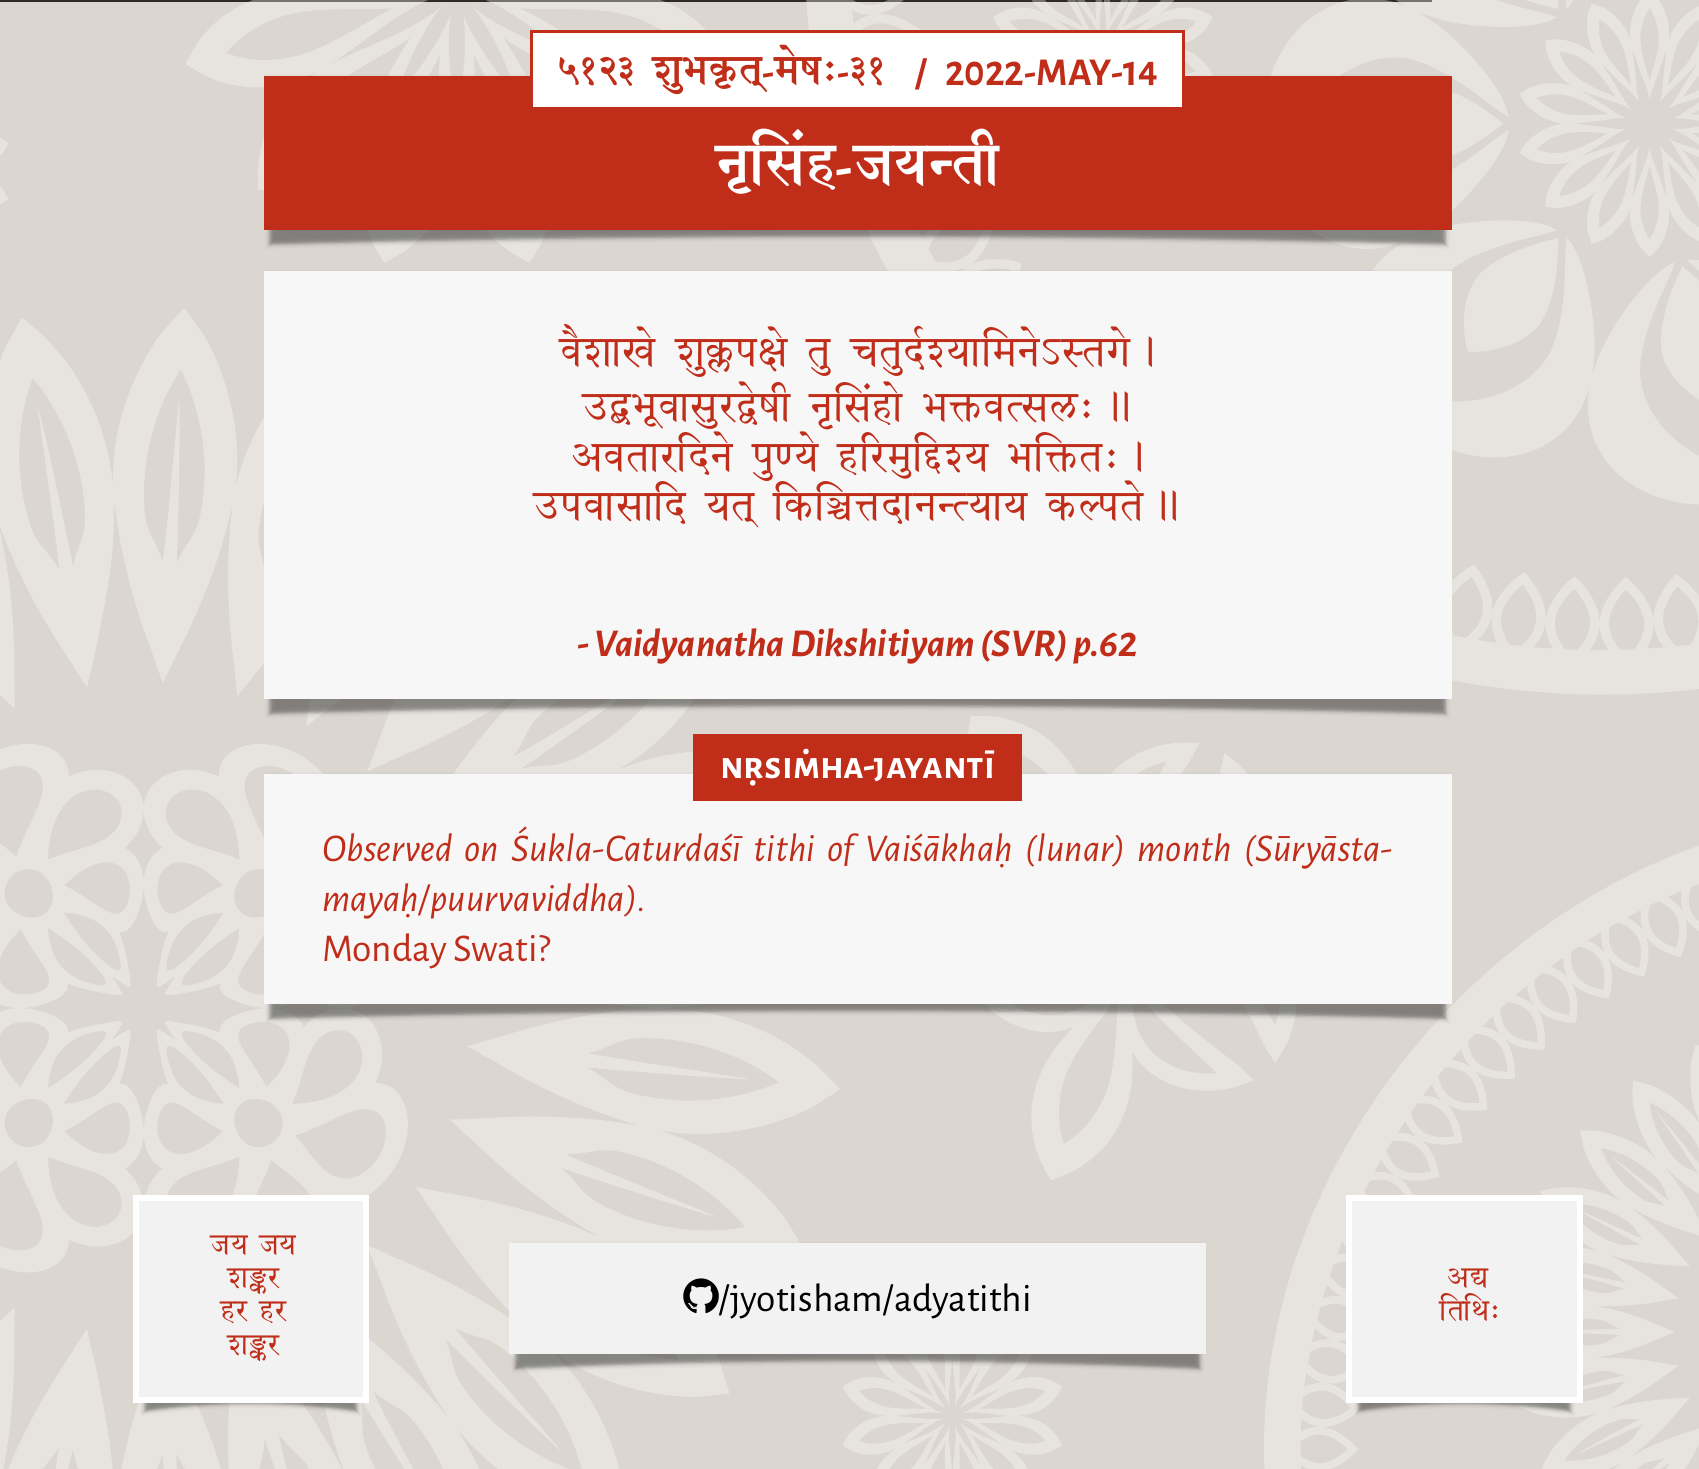 ५१२३ शुभकृत्-मेषः-३१ / 2022-MAY-14
नृसिंह-जयन्ती
वैशाखे शुक्लपक्षे तु चतुर्दश्यामिनेऽस्तगे ।
उद्बभूवासुरद्वेषी नृसिंहो भक्तवत्सलः ॥
अवतारदिने पुण्ये हरिमुद्दिश्य भक्तितः ।
उपवासादि यत् किञ्चित्तदानन्त्याय कल्पते ॥
- Vaidyanatha Dikshitiyam (SVR) p.62
NṚSIṀHA-JAYANTĪ
Observed on Śukla-Caturdaśī tithi of Vaiśākhaḥ (lunar) month (Sūryāsta-
mayaḥ/puurvaviddha).
Monday Swati?
जय जय
शङ्कर
हर हर
शङ्कर
/jyotisham/adyatithi
अद्य
तिथिः